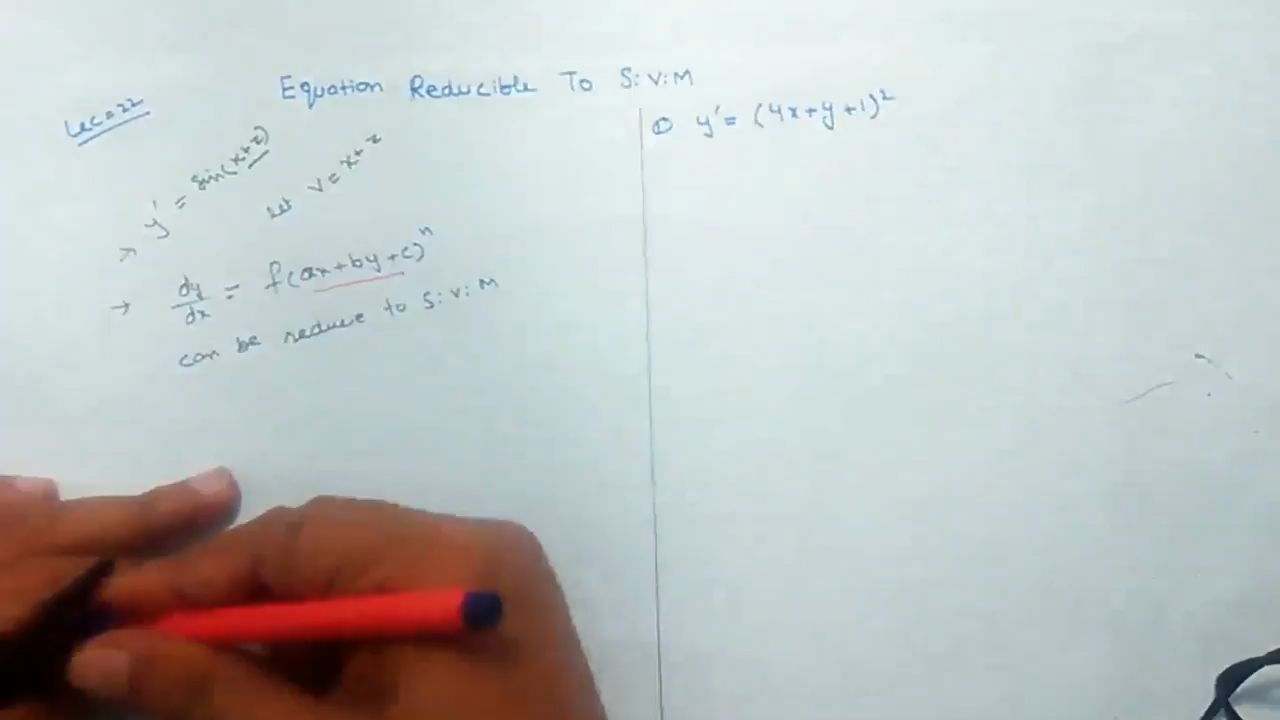 Lec=22
Equation Reducible To S:V:M
→ y' = sin(x+z)
let v = x+z
→ dy/dx = f(ax+by+c)^n
can be reduce to S:V:M
① y' = (4x+y+1)²